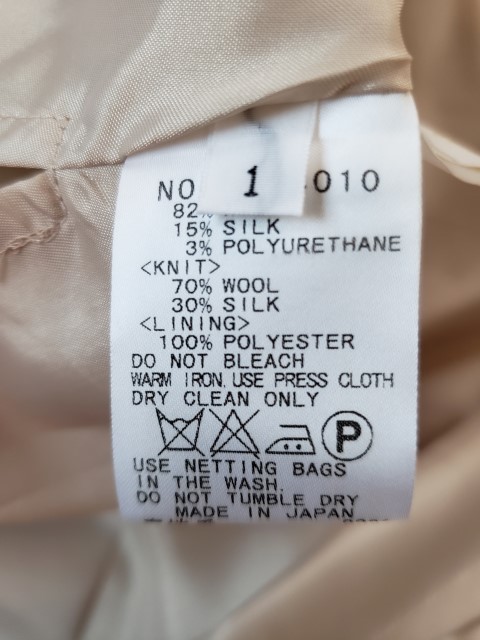 NO 1 -010
82%
15% SILK
3% POLYURETHANE
<KNIT>
70% WOOL
30% SILK
<LINING>
100% POLYESTER
DO NOT BLEACH
WARM IRON, USE PRESS CLOTH
DRY CLEAN ONLY
P
USE NETTING BAGS
IN THE WASH.
DO NOT TUMBLE DRY
MADE IN JAPAN